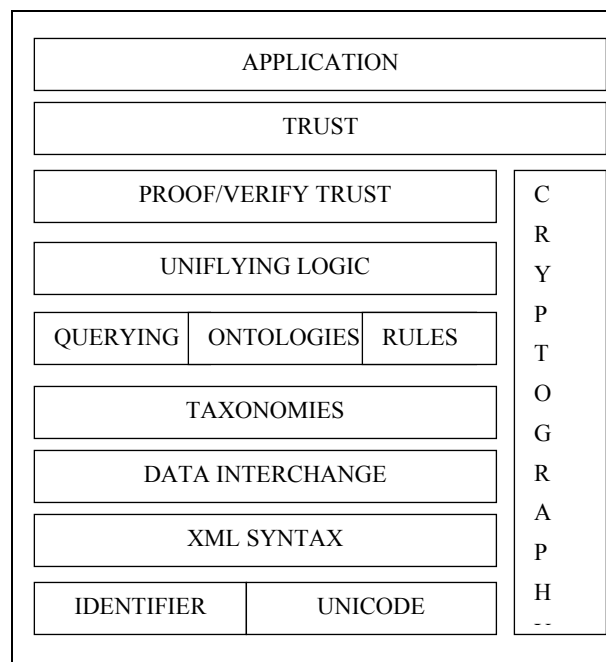 APPLICATION
TRUST
PROOF/VERIFY TRUST
UNIFLYING LOGIC
QUERYING ONTOLOGIES RULES
TAXONOMIES
DATA INTERCHANGE
XML SYNTAX
IDENTIFIER UNICODE
C
R
Y
P
T
O
G
R
A
P
H